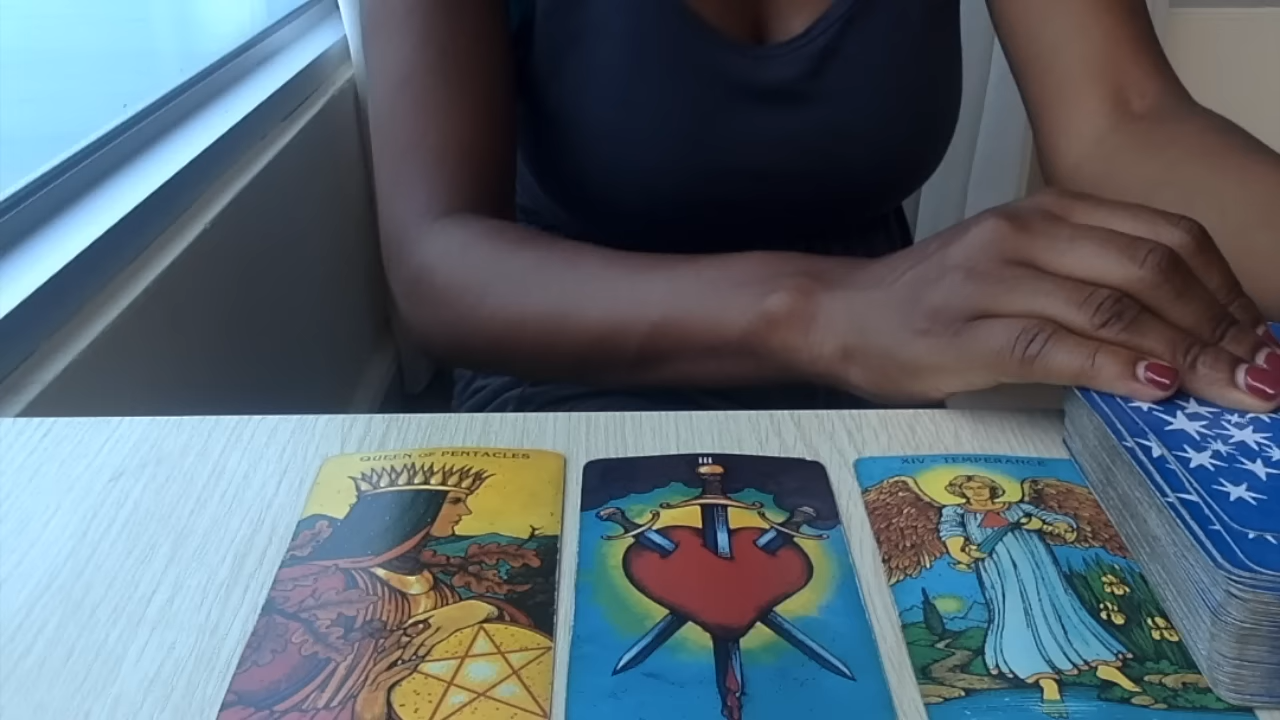 QUEEN OF PENTACLES
III
XIV - TEMPERANCE